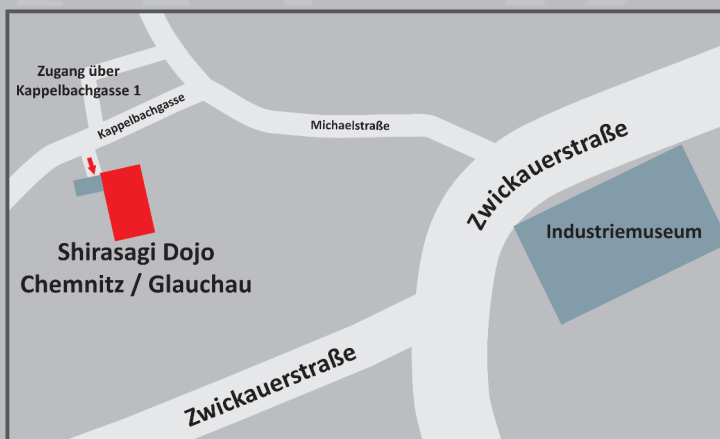 Zugang über
Kappelbachgasse 1
Kappelbachgasse
Michaelstraße
Zwickauerstraße
Industriemuseum
Shirasagi Dojo
Chemnitz / Glauchau
Zwickauerstraße